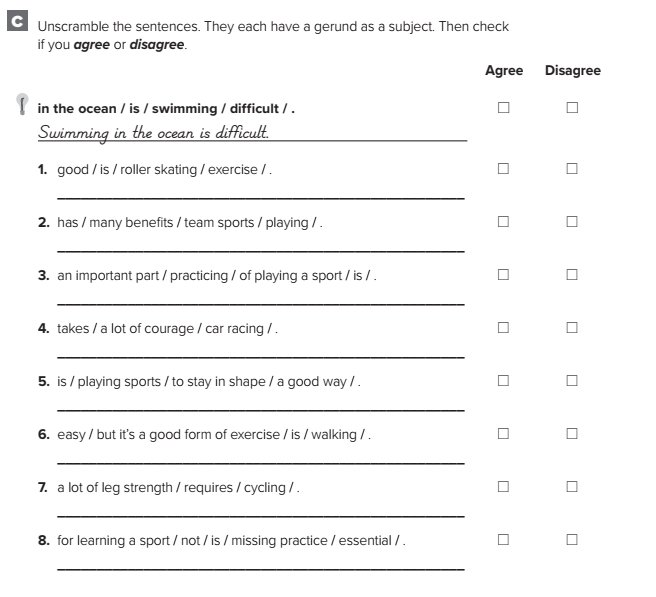 C Unscramble the sentences. They each have a gerund as a subject. Then check
if you agree or disagree.
Agree Disagree
in the ocean / is / swimming / difficult / .
Swimming in the ocean is difficult.
1. good / is / roller skating / exercise / .
2. has / many benefits / team sports / playing / .
3. an important part / practicing / of playing a sport / is / .
4. takes / a lot of courage / car racing / .
5. is / playing sports / to stay in shape / a good way / .
6. easy / but it's a good form of exercise / is / walking / .
7. a lot of leg strength / requires / cycling / .
8. for learning a sport / not / is / missing practice / essential / .